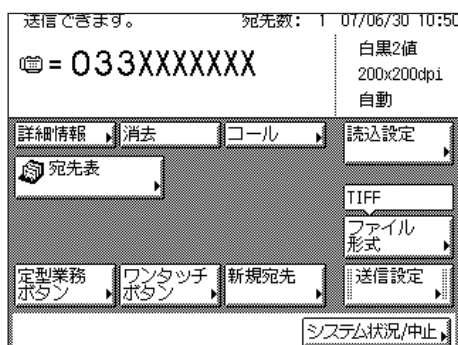 送信できます。 宛先数: 1 07/06/30 10:50
= 033XXXXXXX
白黒2値
200x200dpi
自動
詳細情報 消去 コール 読込設定
宛先表
TIFF
ファイル
形式
定型業務
ボタン
ワンタッチ
ボタン
新規宛先
送信設定
システム状況/中止